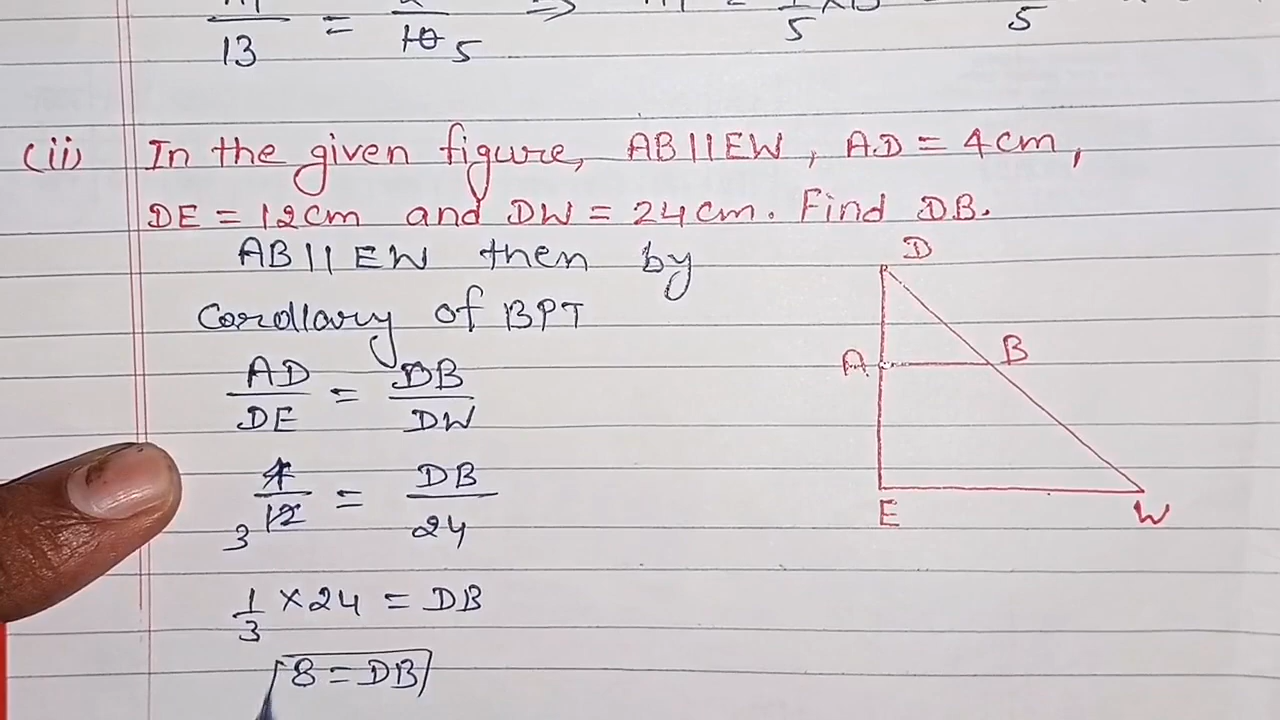 13 = 10 5 5 5
(ii) In the given figure, AB || EW, AD = 4cm,
DE = 12cm and DW = 24cm. Find DB.
AB || EW then by
Corollary of BPT
AD/DE = DB/DW
4/12 3 = DB/24
1/3 × 24 = DB
8 = DB
D
A B
E W